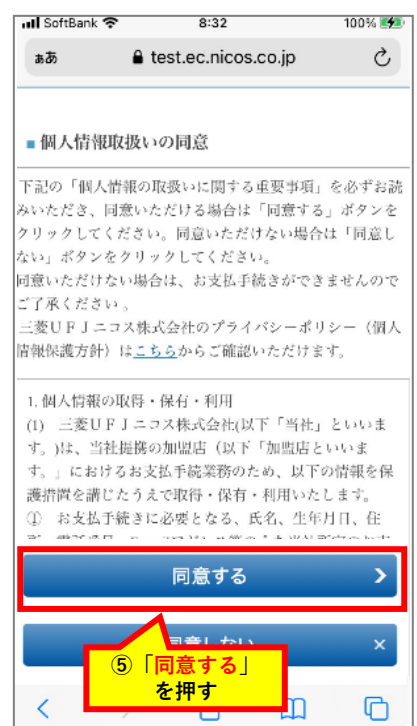 SoftBank 8:32 100%
ぁあ test.ec.nicos.co.jp
■ 個人情報取扱いの同意
下記の「個人情報の取扱いに関する重要事項」を必ずお読
みいただき、同意いただける場合は「同意する」ボタンを
クリックしてください。同意いただけない場合は「同意し
ない」ボタンをクリックしてください。
同意いただけない場合は、お支払手続きができませんので
ご了承ください。
三菱UFJニコス株式会社のプライバシーポリシー（個人
情報保護方針）はこちらからご確認いただけます。
1. 個人情報の取得・保有・利用
(1) 三菱UFJニコス株式会社(以下「当社」といいま
す。)は、当社提携の加盟店（以下「加盟店といいま
す。」におけるお支払手続業務のため、以下の情報を保
護措置を講じたうえで取得・保有・利用いたします。
① お支払手続きに必要となる、氏名、生年月日、住
同意する
同意しない
⑤「同意する」
を押す